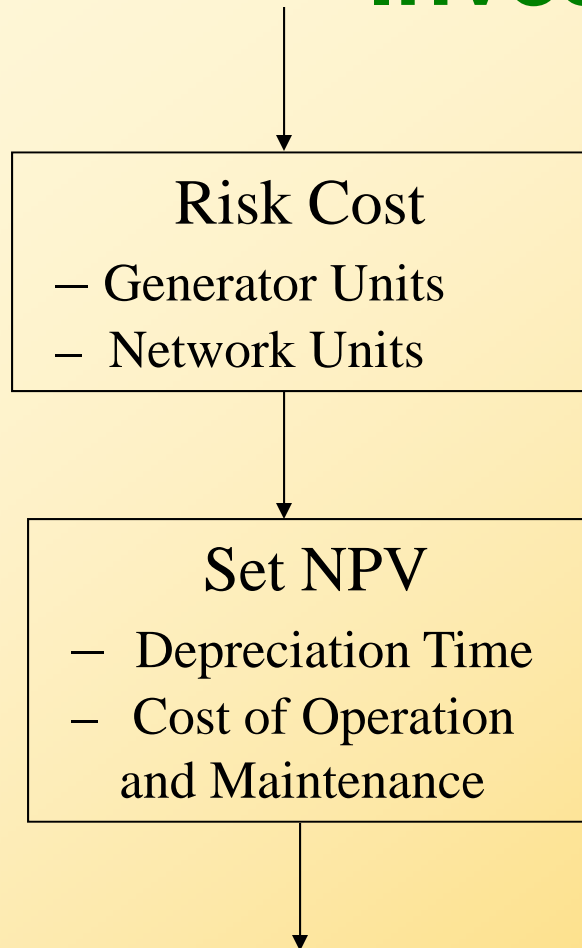 Risk Cost
– Generator Units
– Network Units
Set NPV
– Depreciation Time
– Cost of Operation
and Maintenance